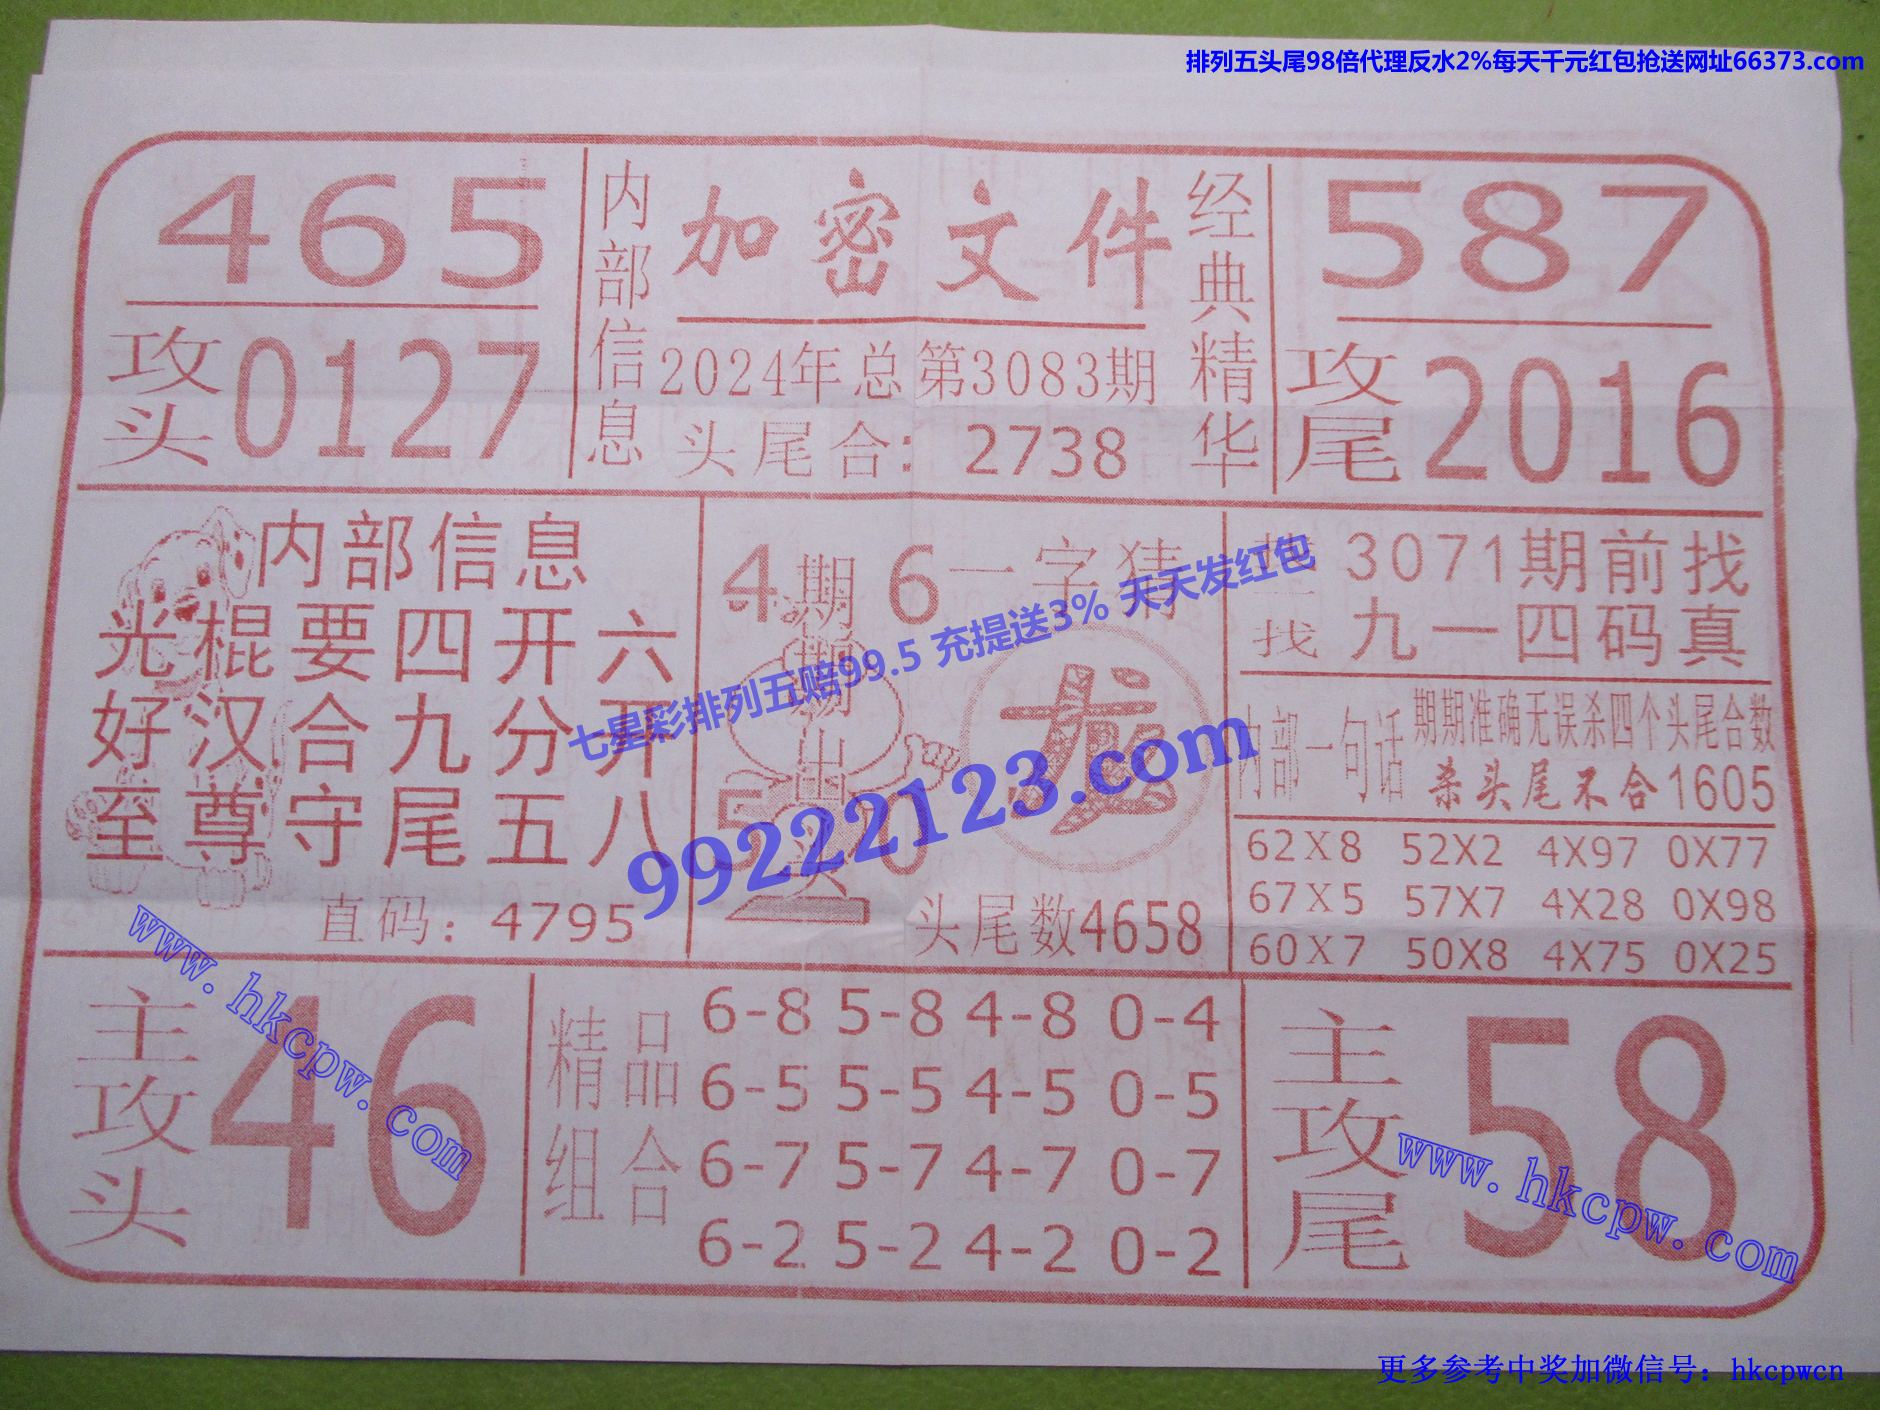 排列五头尾98倍代理反水2%每天千元红包抢送网址66373.com
465
攻头 0127
内部信息
加密文件
2024年总第3083期
头尾合：2738
经典精华
587
攻尾 2016
内部信息
光棍要四开六
好汉合九分开
至尊守尾五八
直码：4795
4 6
5 0
期期出头
一字猜
龙
头尾数4658
3071期前找
找九一四码真
内部一句话
期期准确无误杀四个头尾合数
杀头尾不合1605
62X8 52X2 4X97 0X77
67X5 57X7 4X28 0X98
60X7 50X8 4X75 0X25
七星彩排列五赔99.5 充提送3% 天天发红包
99222123.com
主攻头 46
精品组合
6-8 5-8 4-8 0-4
6-5 5-5 4-5 0-5
6-7 5-7 4-7 0-7
6-2 5-2 4-2 0-2
主攻尾 58
www.hkcpw.com
www.hkcpw.com
更多参考中奖加微信号：hkcpwcn